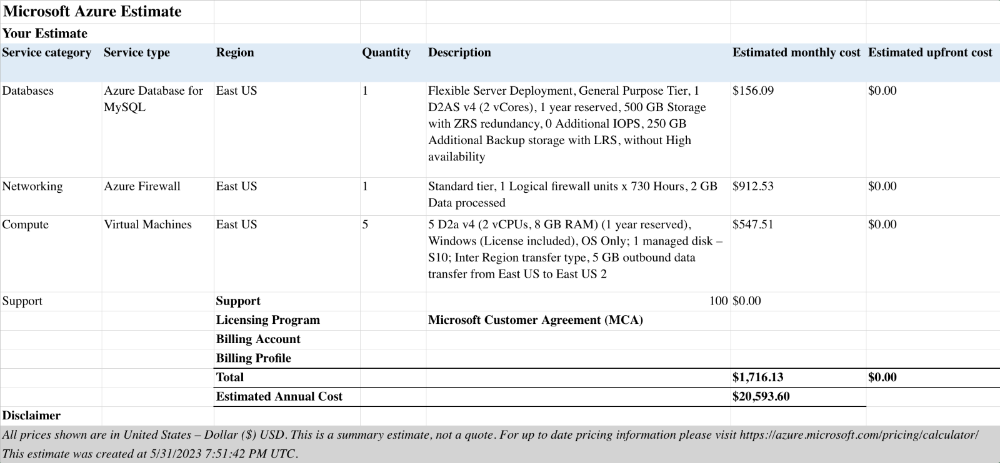 Microsoft Azure Estimate
Your Estimate
Service category Service type Region Quantity Description Estimated monthly cost Estimated upfront cost
Databases Azure Database for MySQL East US 1 Flexible Server Deployment, General Purpose Tier, 1 $156.09 $0.00
D2AS v4 (2 vCores), 1 year reserved, 500 GB Storage
with ZRS redundancy, 0 Additional IOPS, 250 GB
Additional Backup storage with LRS, without High
availability
Networking Azure Firewall East US 1 Standard tier, 1 Logical firewall units x 730 Hours, 2 GB $912.53 $0.00
Data processed
Compute Virtual Machines East US 5 5 D2a v4 (2 vCPUs, 8 GB RAM) (1 year reserved), $547.51 $0.00
Windows (License included), OS Only; 1 managed disk –
S10; Inter Region transfer type, 5 GB outbound data
transfer from East US to East US 2
Support Support 100 $0.00
Licensing Program Microsoft Customer Agreement (MCA)
Billing Account
Billing Profile
Total $1,716.13 $0.00
Estimated Annual Cost $20,593.60
Disclaimer
All prices shown are in United States – Dollar ($) USD. This is a summary estimate, not a quote. For up to date pricing information please visit https://azure.microsoft.com/pricing/calculator/
This estimate was created at 5/31/2023 7:51:42 PM UTC.